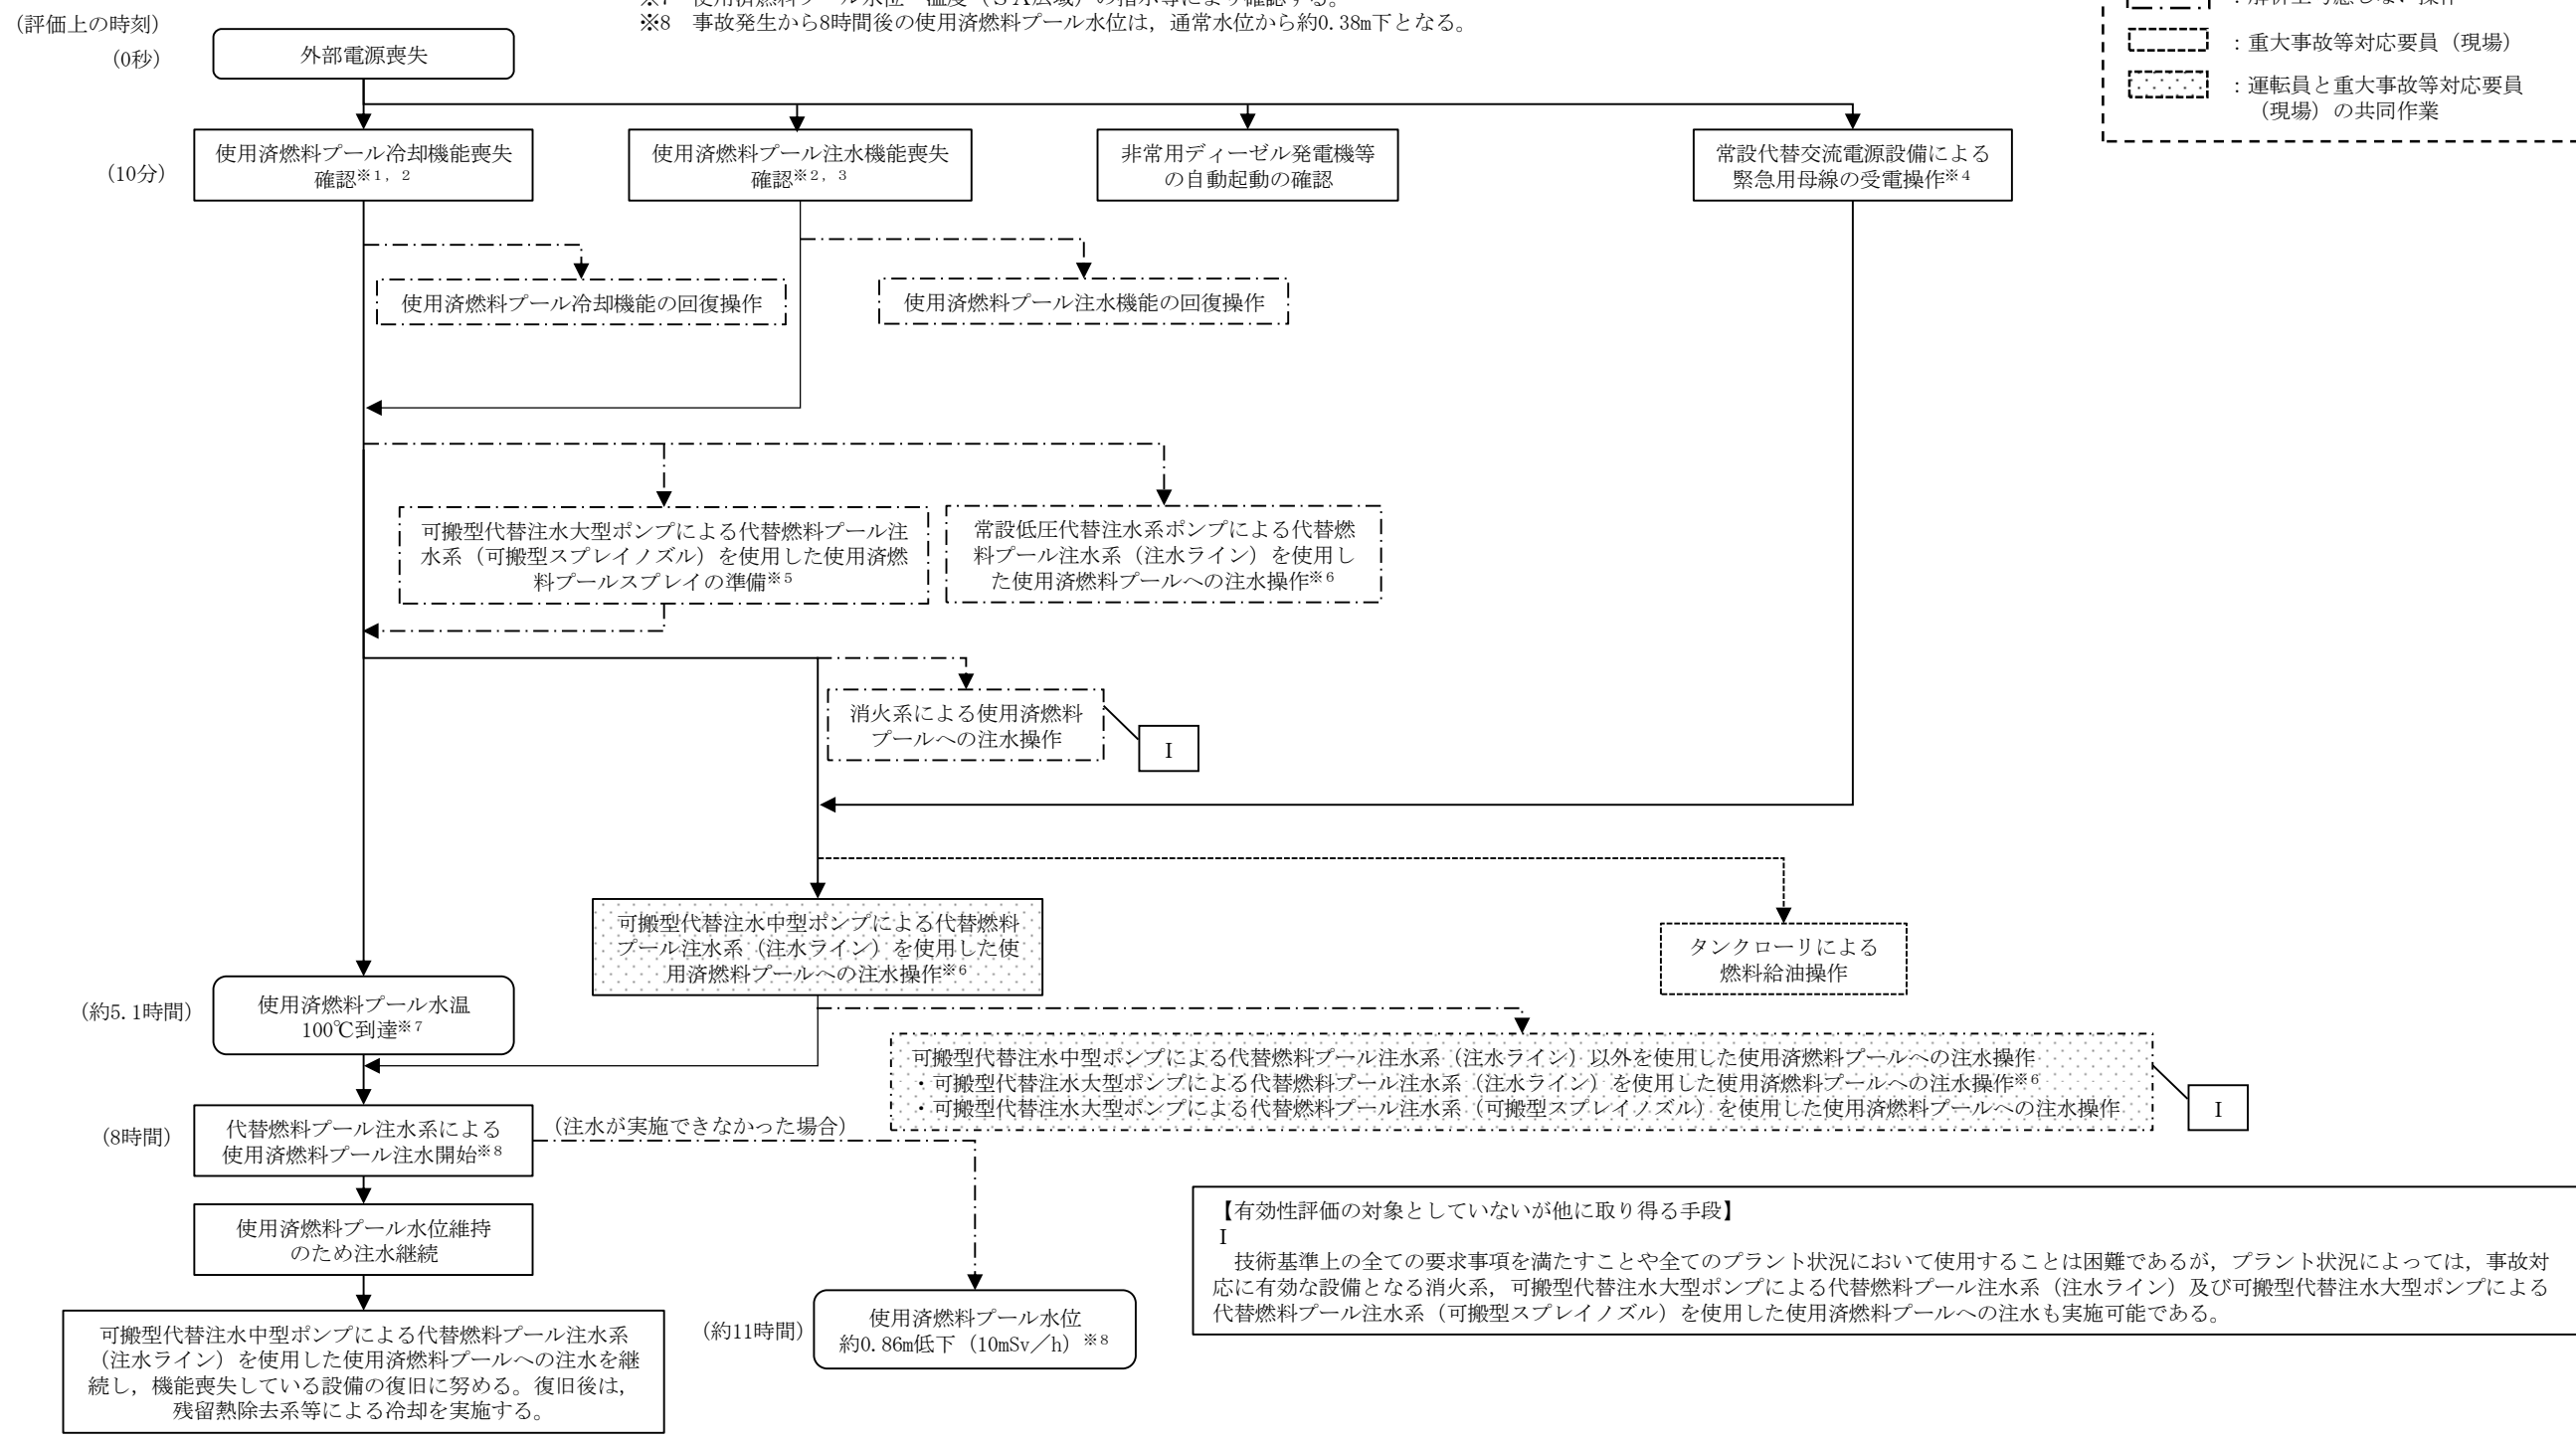 ※7　使用済燃料プール水位・温度（ＳＡ広域）の指示等により確認する。
※8　事故発生から8時間後の使用済燃料プール水位は，通常水位から約0.38m下となる。
：解析上考慮しない操作
：重大事故等対応要員（現場）
：運転員と重大事故等対応要員
（現場）の共同作業
（評価上の時刻）
（0秒）
外部電源喪失
（10分）
使用済燃料プール冷却機能喪失
確認※1，2
使用済燃料プール注水機能喪失
確認※2，3
非常用ディーゼル発電機等
の自動起動の確認
常設代替交流電源設備による
緊急用母線の受電操作※4
使用済燃料プール冷却機能の回復操作
使用済燃料プール注水機能の回復操作
可搬型代替注水大型ポンプによる代替燃料プール注
水系（可搬型スプレイノズル）を使用した使用済燃
料プールスプレイの準備※5
常設低圧代替注水系ポンプによる代替燃
料プール注水系（注水ライン）を使用し
た使用済燃料プールへの注水操作※6
消火系による使用済燃料
プールへの注水操作
Ⅰ
可搬型代替注水中型ポンプによる代替燃料
プール注水系（注水ライン）を使用した使
用済燃料プールへの注水操作※6
タンクローリによる
燃料給油操作
（約5.1時間）
使用済燃料プール水温
100℃到達※7
可搬型代替注水中型ポンプによる代替燃料プール注水系（注水ライン）以外を使用した使用済燃料プールへの注水操作
・可搬型代替注水大型ポンプによる代替燃料プール注水系（注水ライン）を使用した使用済燃料プールへの注水操作※6
・可搬型代替注水大型ポンプによる代替燃料プール注水系（可搬型スプレイノズル）を使用した使用済燃料プールへの注水操作
Ⅰ
（8時間）
代替燃料プール注水系による
使用済燃料プール注水開始※8
（注水が実施できなかった場合）
使用済燃料プール水位維持
のため注水継続
【有効性評価の対象としていないが他に取り得る手段】
Ⅰ
技術基準上の全ての要求事項を満たすことや全てのプラント状況において使用することは困難であるが，プラント状況によっては，事故対
応に有効な設備となる消火系，可搬型代替注水大型ポンプによる代替燃料プール注水系（注水ライン）及び可搬型代替注水大型ポンプによる
代替燃料プール注水系（可搬型スプレイノズル）を使用した使用済燃料プールへの注水も実施可能である。
（約11時間）
使用済燃料プール水位
約0.86m低下（10mSv／h）※8
可搬型代替注水中型ポンプによる代替燃料プール注水系
（注水ライン）を使用した使用済燃料プールへの注水を継
続し，機能喪失している設備の復旧に努める。復旧後は，
残留熱除去系等による冷却を実施する。